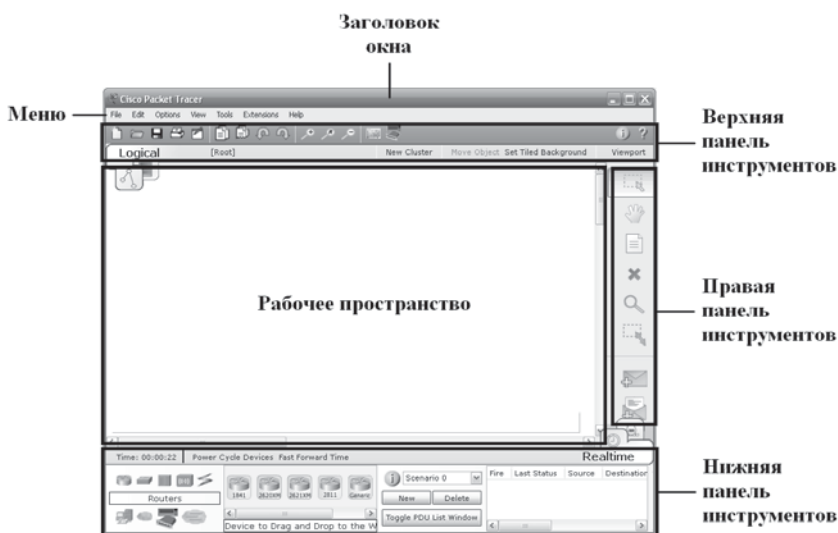 Заголовок
окна
Cisco Packet Tracer
Меню
File Edit Options View Tools Extensions Help
Верхняя
панель
инструментов
Logical [Root] New Cluster Move Object Set Tiled Background Viewport
Рабочее пространство
Правая
панель
инструментов
Time: 00:00:22 Power Cycle Devices Fast Forward Time Realtime
Routers
1841 2620XM 2621XM 2811 Generic
Device to Drag and Drop to the W
Scenario 0
New Delete
Toggle PDU List Window
Fire Last Status Source Destination
Нижняя
панель
инструментов